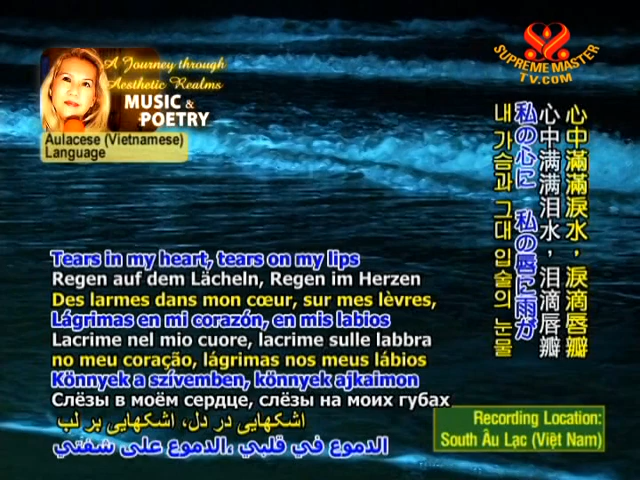 A Journey through
Aesthetic Realms
MUSIC &
POETRY
Aulacese (Vietnamese)
Language
SUPREME MASTER
TV.COM
心中滿滿淚水，淚滴唇瓣
心中满满泪水，泪滴唇瓣
私の心に 私の唇に雨が
내 가슴과 그대 입술의 눈물
Tears in my heart, tears on my lips
Regen auf dem Lächeln, Regen im Herzen
Des larmes dans mon cœur, sur mes lèvres,
Lágrimas en mi corazón, en mis labios
Lacrime nel mio cuore, lacrime sulle labbra
no meu coração, lágrimas nos meus lábios
Könnyek a szívemben, könnyek ajkaimon
Слёзы в моём сердце, слёзы на моих губах
اشکهایی در دل، اشکهایی بر لب
الدموع في قلبي ،الدموع على شفتي
Recording Location:
South Âu Lạc (Việt Nam)